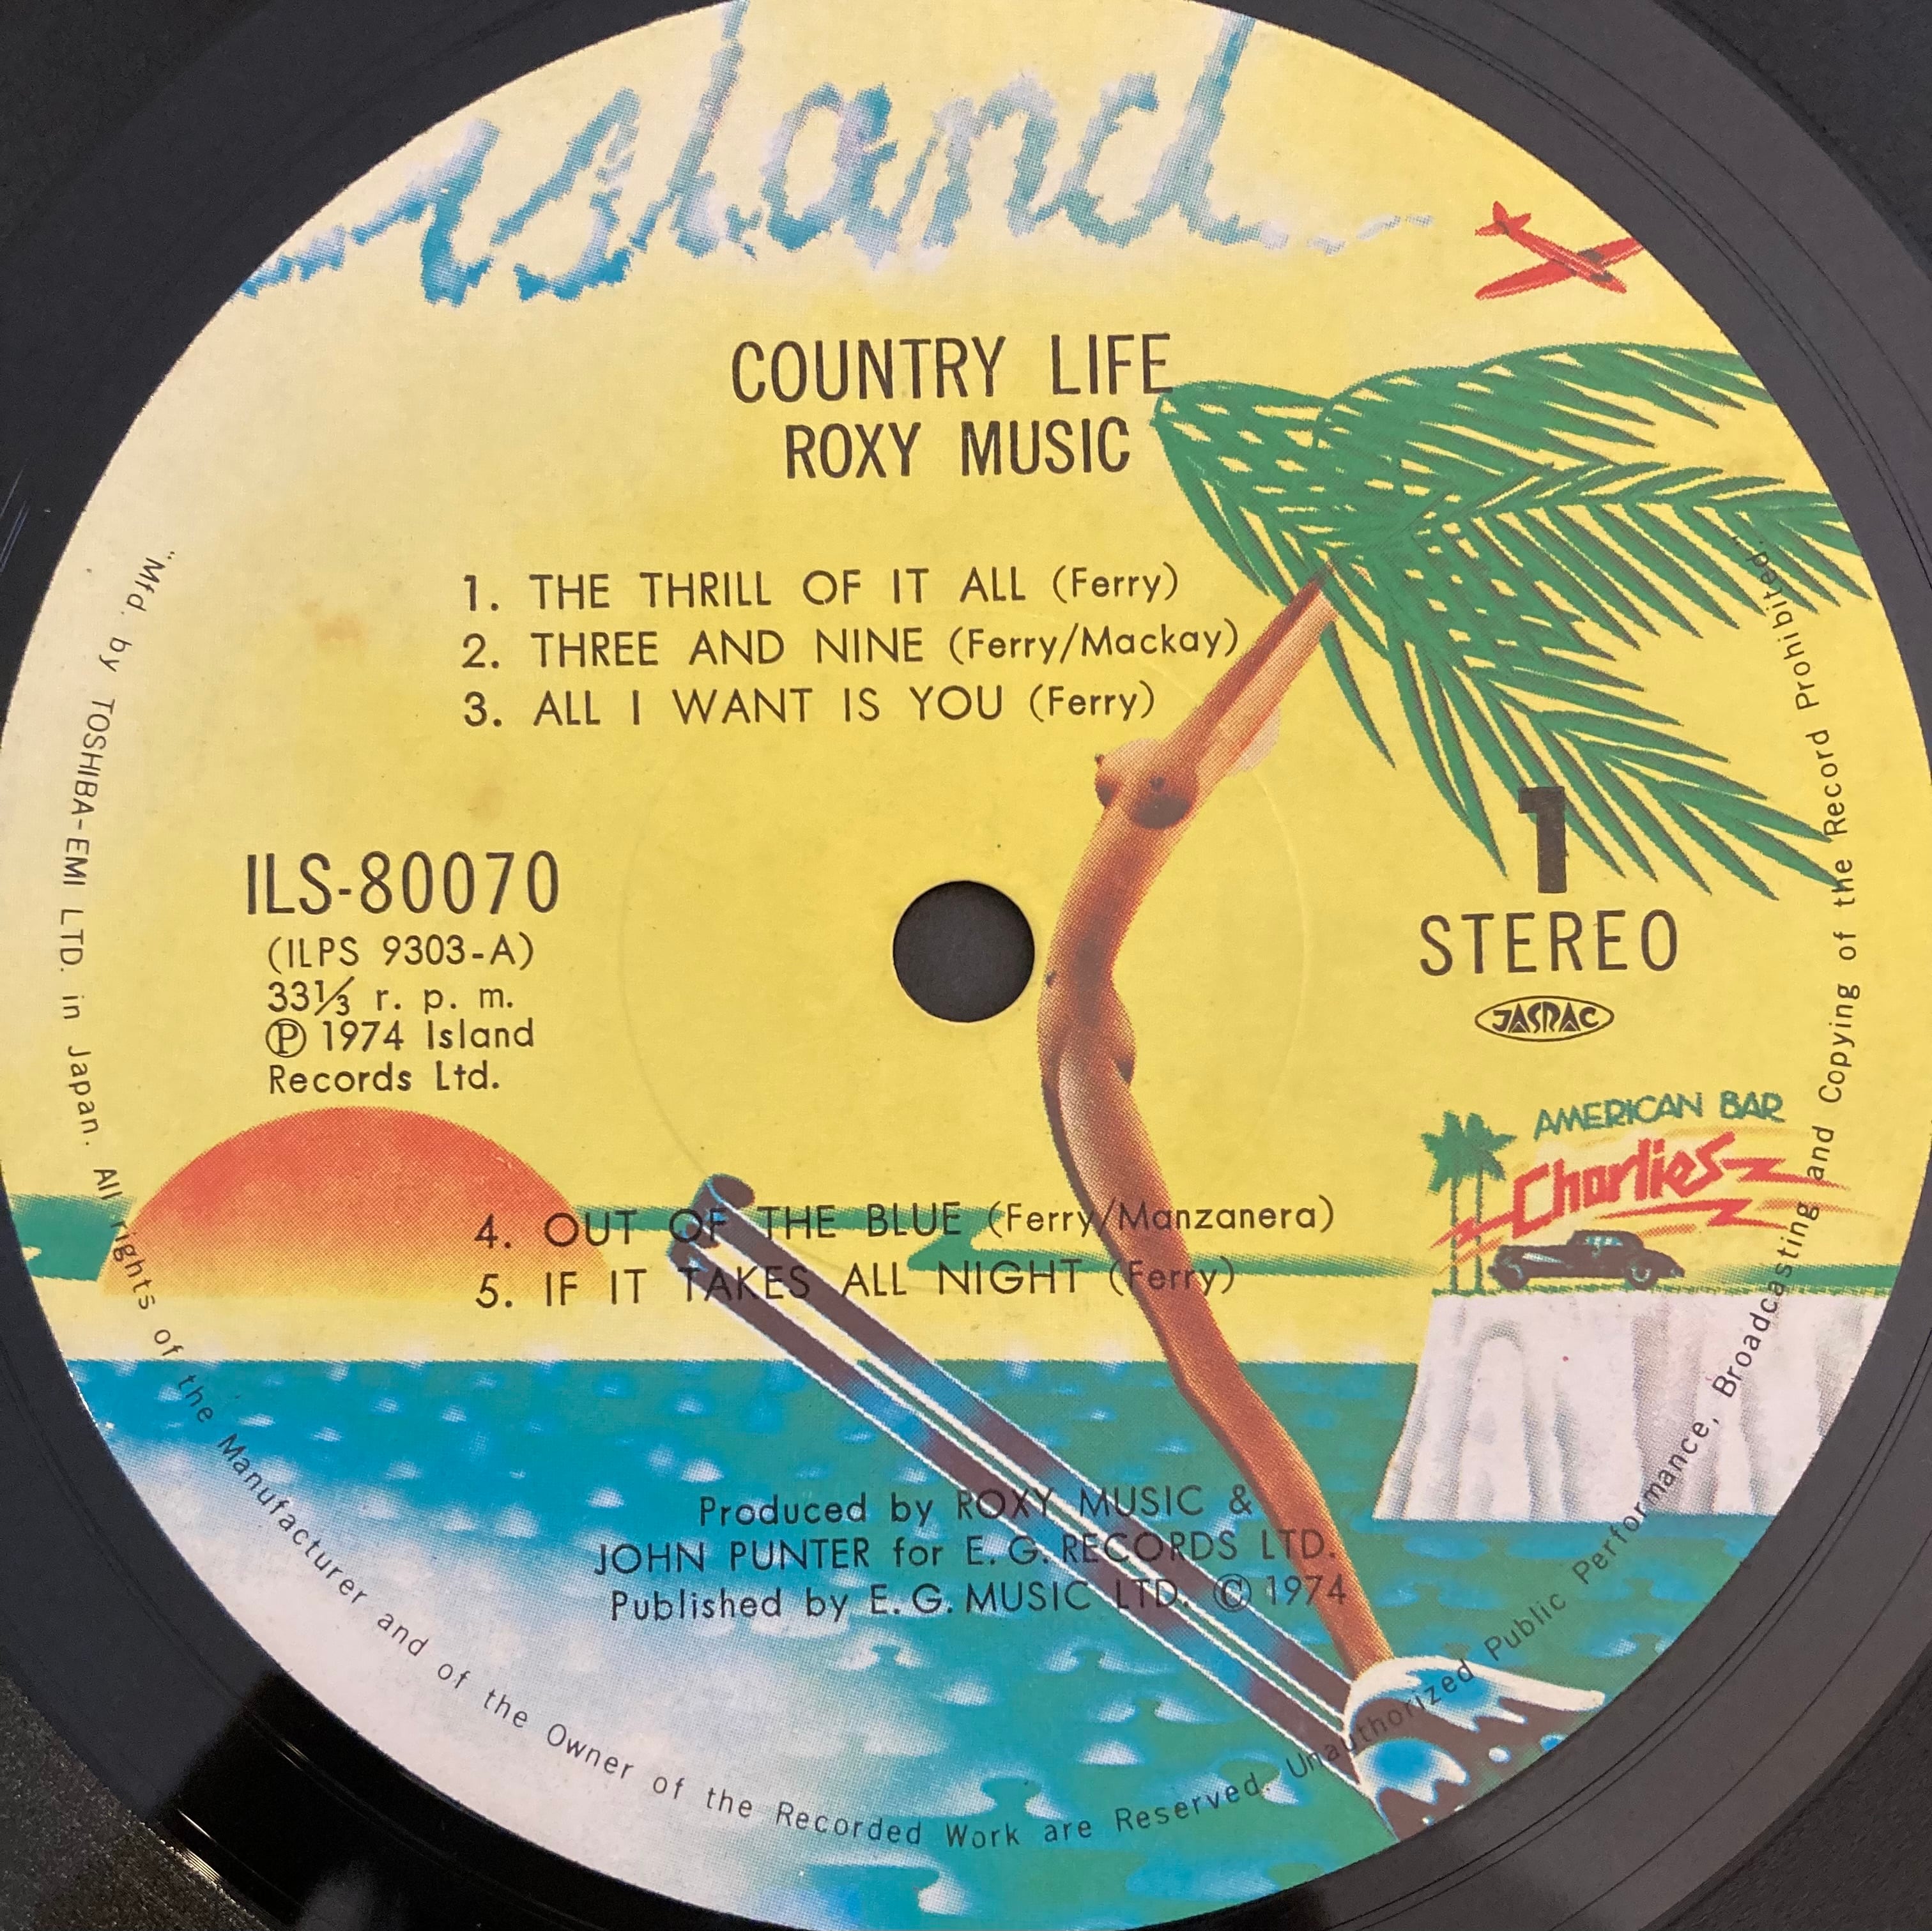 Island
COUNTRY LIFE
ROXY MUSIC
1. THE THRILL OF IT ALL (Ferry)
2. THREE AND NINE (Ferry/Mackay)
3. ALL I WANT IS YOU (Ferry)
ILS-80070
(ILPS 9303-A)
33⅓ r. p. m.
Ⓟ 1974 Island
Records Ltd.
1
STEREO
JASRAC
AMERICAN BAR
Charlies
4. OUT OF THE BLUE (Ferry/Manzanera)
5. IF IT TAKES ALL NIGHT (Ferry)
Produced by ROXY MUSIC &
JOHN PUNTER for E. G. RECORDS LTD.
Published by E. G. MUSIC LTD. © 1974
"Mfd. by TOSHIBA-EMI LTD. in Japan. All rights of the Manufacturer and of the Owner of the Recorded Work are Reserved. Unauthorized Public Performance, Broadcasting and Copying of the Record Prohibited."